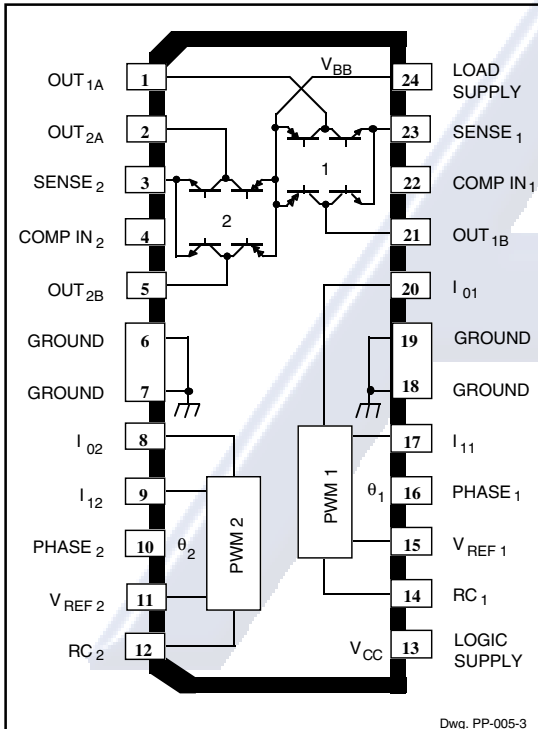 OUT1A 1
OUT2A 2
SENSE2 3
COMP IN2 4
OUT2B 5
GROUND 6
GROUND 7
I02 8
I12 9
PHASE2 10
VREF2 11
RC2 12
VBB
1
2
θ2
PWM 2
PWM 1
θ1
VCC
24 LOAD
SUPPLY
23 SENSE1
22 COMP IN1
21 OUT1B
20 I01
19 GROUND
18 GROUND
17 I11
16 PHASE1
15 VREF1
14 RC1
13 LOGIC
SUPPLY
Dwg. PP-005-3